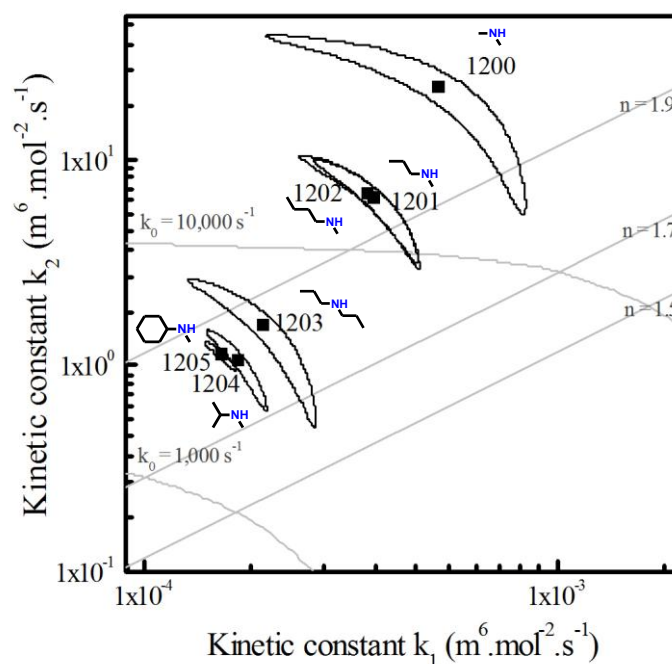 NH
1200
n = 1.9
1x10¹
NH
1202
1201
k₀ = 10,000 s⁻¹
NH
n = 1.7
n = 1.5
1203
NH
NH
1205
1x10⁰
1204
NH
k₀ = 1,000 s⁻¹
1x10⁻¹
1x10⁻⁴
1x10⁻³
Kinetic constant k₂ (m⁶.mol⁻².s⁻¹)
Kinetic constant k₁ (m⁶.mol⁻².s⁻¹)